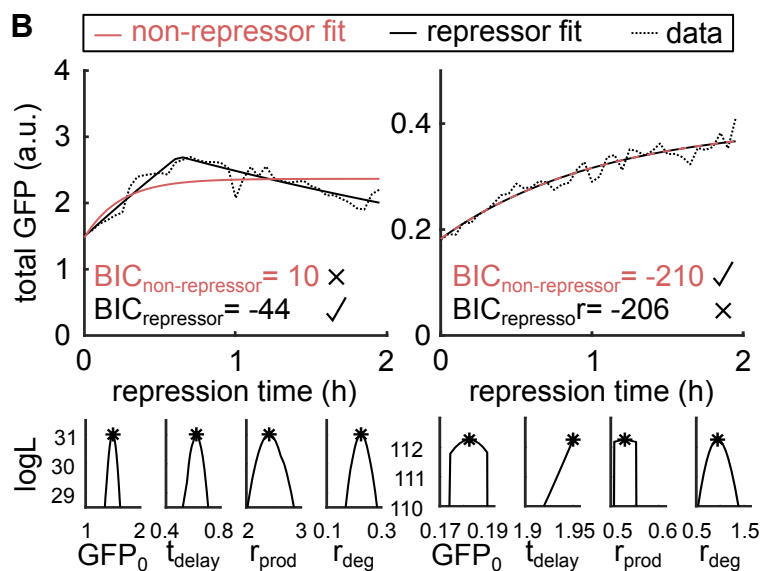 B
non-repressor fit repressor fit data
total GFP (a.u.)
4
3
2
1
0
BICnon-repressor= 10 ×
BICrepressor= -44 ✓
0 1 2
repression time (h)
0.4
0.2
0
BICnon-repressor= -210 ✓
BICrepressor= -206 ×
0 1 2
repression time (h)
logL
31
30
29
1 2
GFP0
0.4 0.8
tdelay
2 3
rprod
0.1 0.3
rdeg
112
111
110
0.17 0.19
GFP0
1.9 1.95
tdelay
0.5 0.6
rprod
0.5 1.5
rdeg